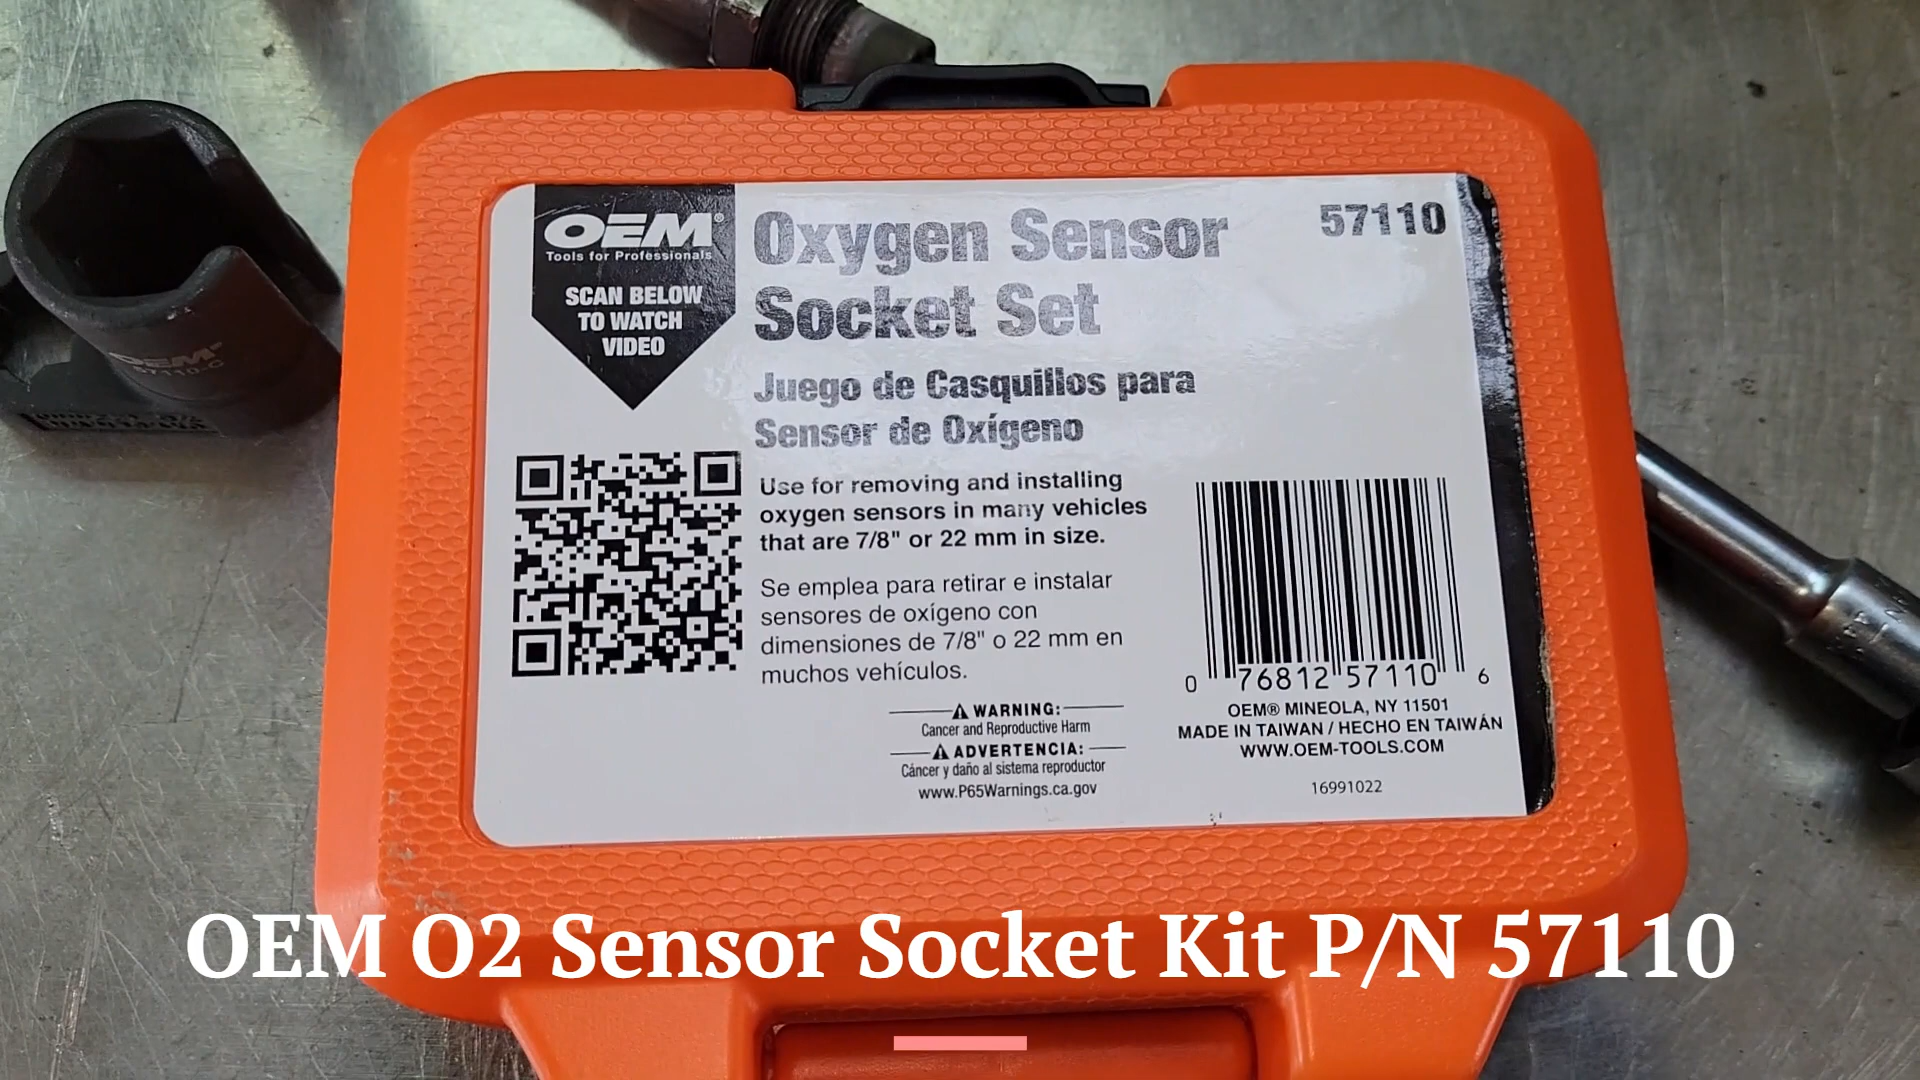 OEM®
Tools for Professionals
SCAN BELOW
TO WATCH
VIDEO
Oxygen Sensor
Socket Set
57110
Juego de Casquillos para
Sensor de Oxígeno
Use for removing and installing
oxygen sensors in many vehicles
that are 7/8" or 22 mm in size.
Se emplea para retirar e instalar
sensores de oxígeno con
dimensiones de 7/8" o 22 mm en
muchos vehículos.
WARNING:
Cancer and Reproductive Harm
ADVERTENCIA:
Cáncer y daño al sistema reproductor
www.P65Warnings.ca.gov
0 76812 57110 6
OEM® MINEOLA, NY 11501
MADE IN TAIWAN / HECHO EN TAIWÁN
WWW.OEM-TOOLS.COM
16991022
OEM
57110-C
OEM O2 Sensor Socket Kit P/N 57110